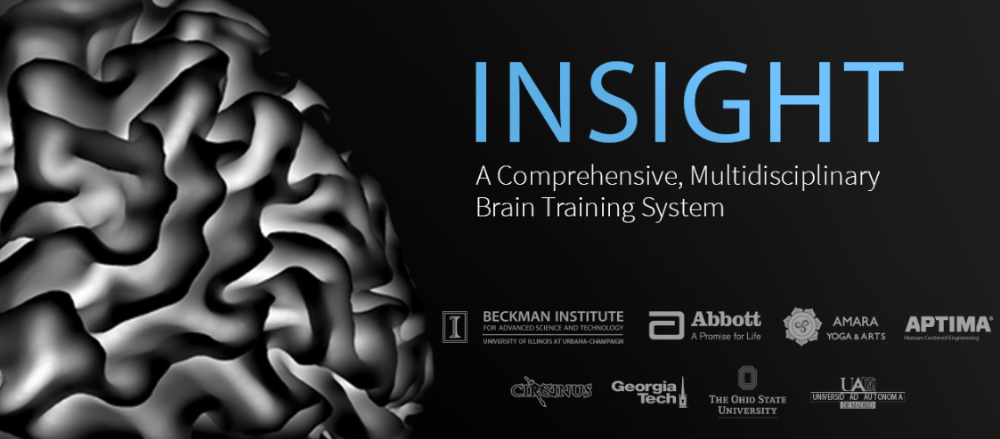 INSIGHT
A Comprehensive, Multidisciplinary
Brain Training System
I
BECKMAN INSTITUTE
FOR ADVANCED SCIENCE AND TECHNOLOGY
UNIVERSITY OF ILLINOIS AT URBANA-CHAMPAIGN
Abbott
A Promise for Life
AMARA
YOGA & ARTS
APTIMA®
Human-Centered Engineering
CIRCINUS
Georgia
Tech
THE OHIO STATE
UNIVERSITY
UAM
UNIVERSIDAD AUTONOMA
DE MADRID